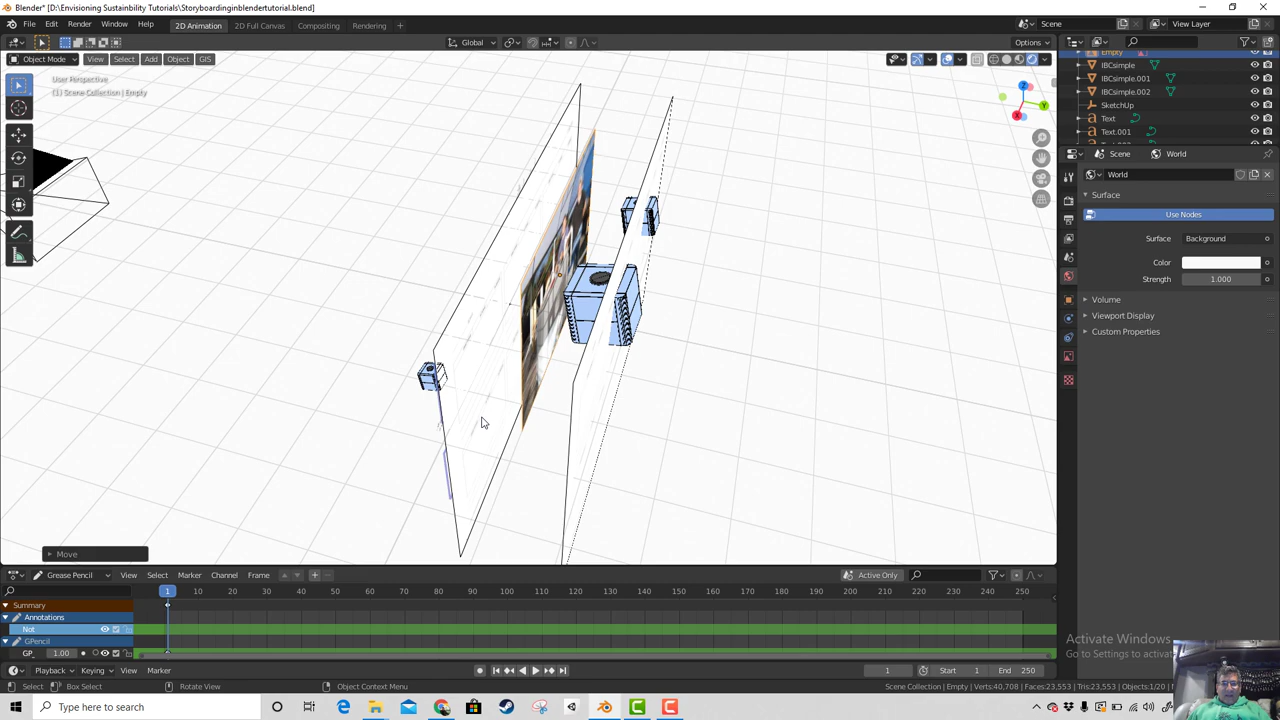 Blender* [D:\Envisioning Sustainability Tutorials\Storyboardinginblendertutorial.blend]
File Edit Render Window Help 2D Animation 2D Full Canvas Compositing Rendering +
Scene View Layer
Global Options
Object Mode View Select Add Object GIS
User Perspective
(1) Scene Collection | Empty
Empty
IBCsimple
IBCsimple.001
IBCsimple.002
SketchUp
Text
Text.001
Scene World
World
Surface
Use Nodes
Surface Background
Color
Strength 1.000
Volume
Viewport Display
Custom Properties
Z
Y
X
Move
Grease Pencil View Select Marker Channel Frame Active Only
1 10 20 30 40 50 60 70 80 90 100 110 120 130 140 150 160 170 180 190 200 210 220 230 240 250
Summary
Annotations
Not
GPencil
GP_ 1.00
Activate Windows
Go to Settings to activat
Playback Keying View Marker 1 Start 1 End 250
Select Box Select Rotate View Object Context Menu Scene Collection | Empty | Verts:40,708 | Faces:23,553 | Tris:23,553 | Objects:1/20
Type here to search